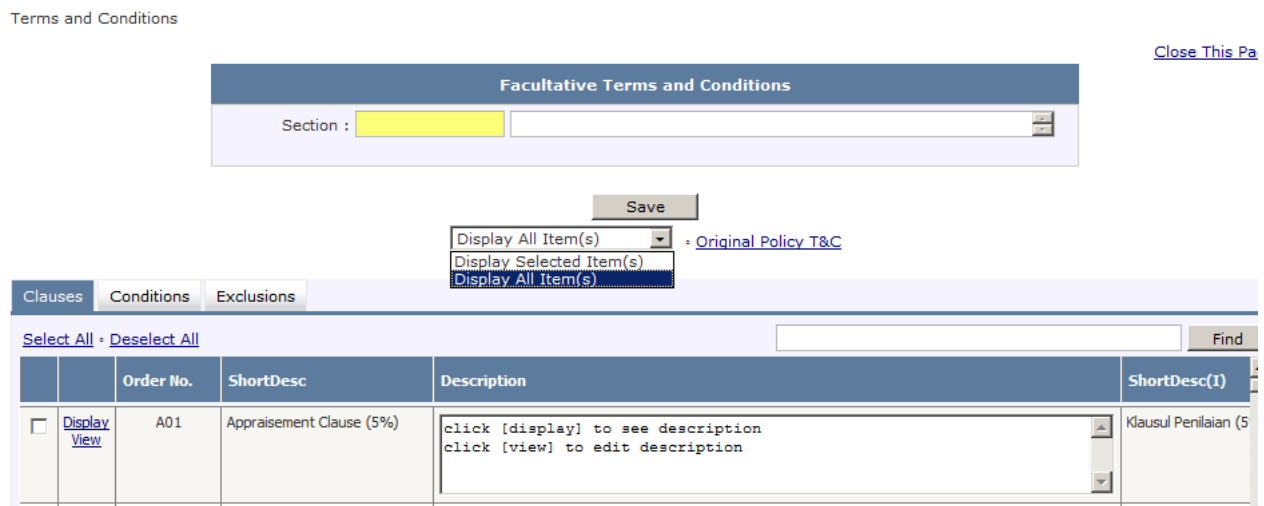 Terms and Conditions
Close This Pa
Facultative Terms and Conditions
Section :
Save
Display All Item(s) ∘ Original Policy T&C
Display Selected Item(s)
Display All Item(s)
Clauses Conditions Exclusions
Select All ∘ Deselect All Find
Order No. ShortDesc Description ShortDesc(I)
Display A01 Appraisement Clause (5%) click [display] to see description Klausul Penilaian (5
View click [view] to edit description